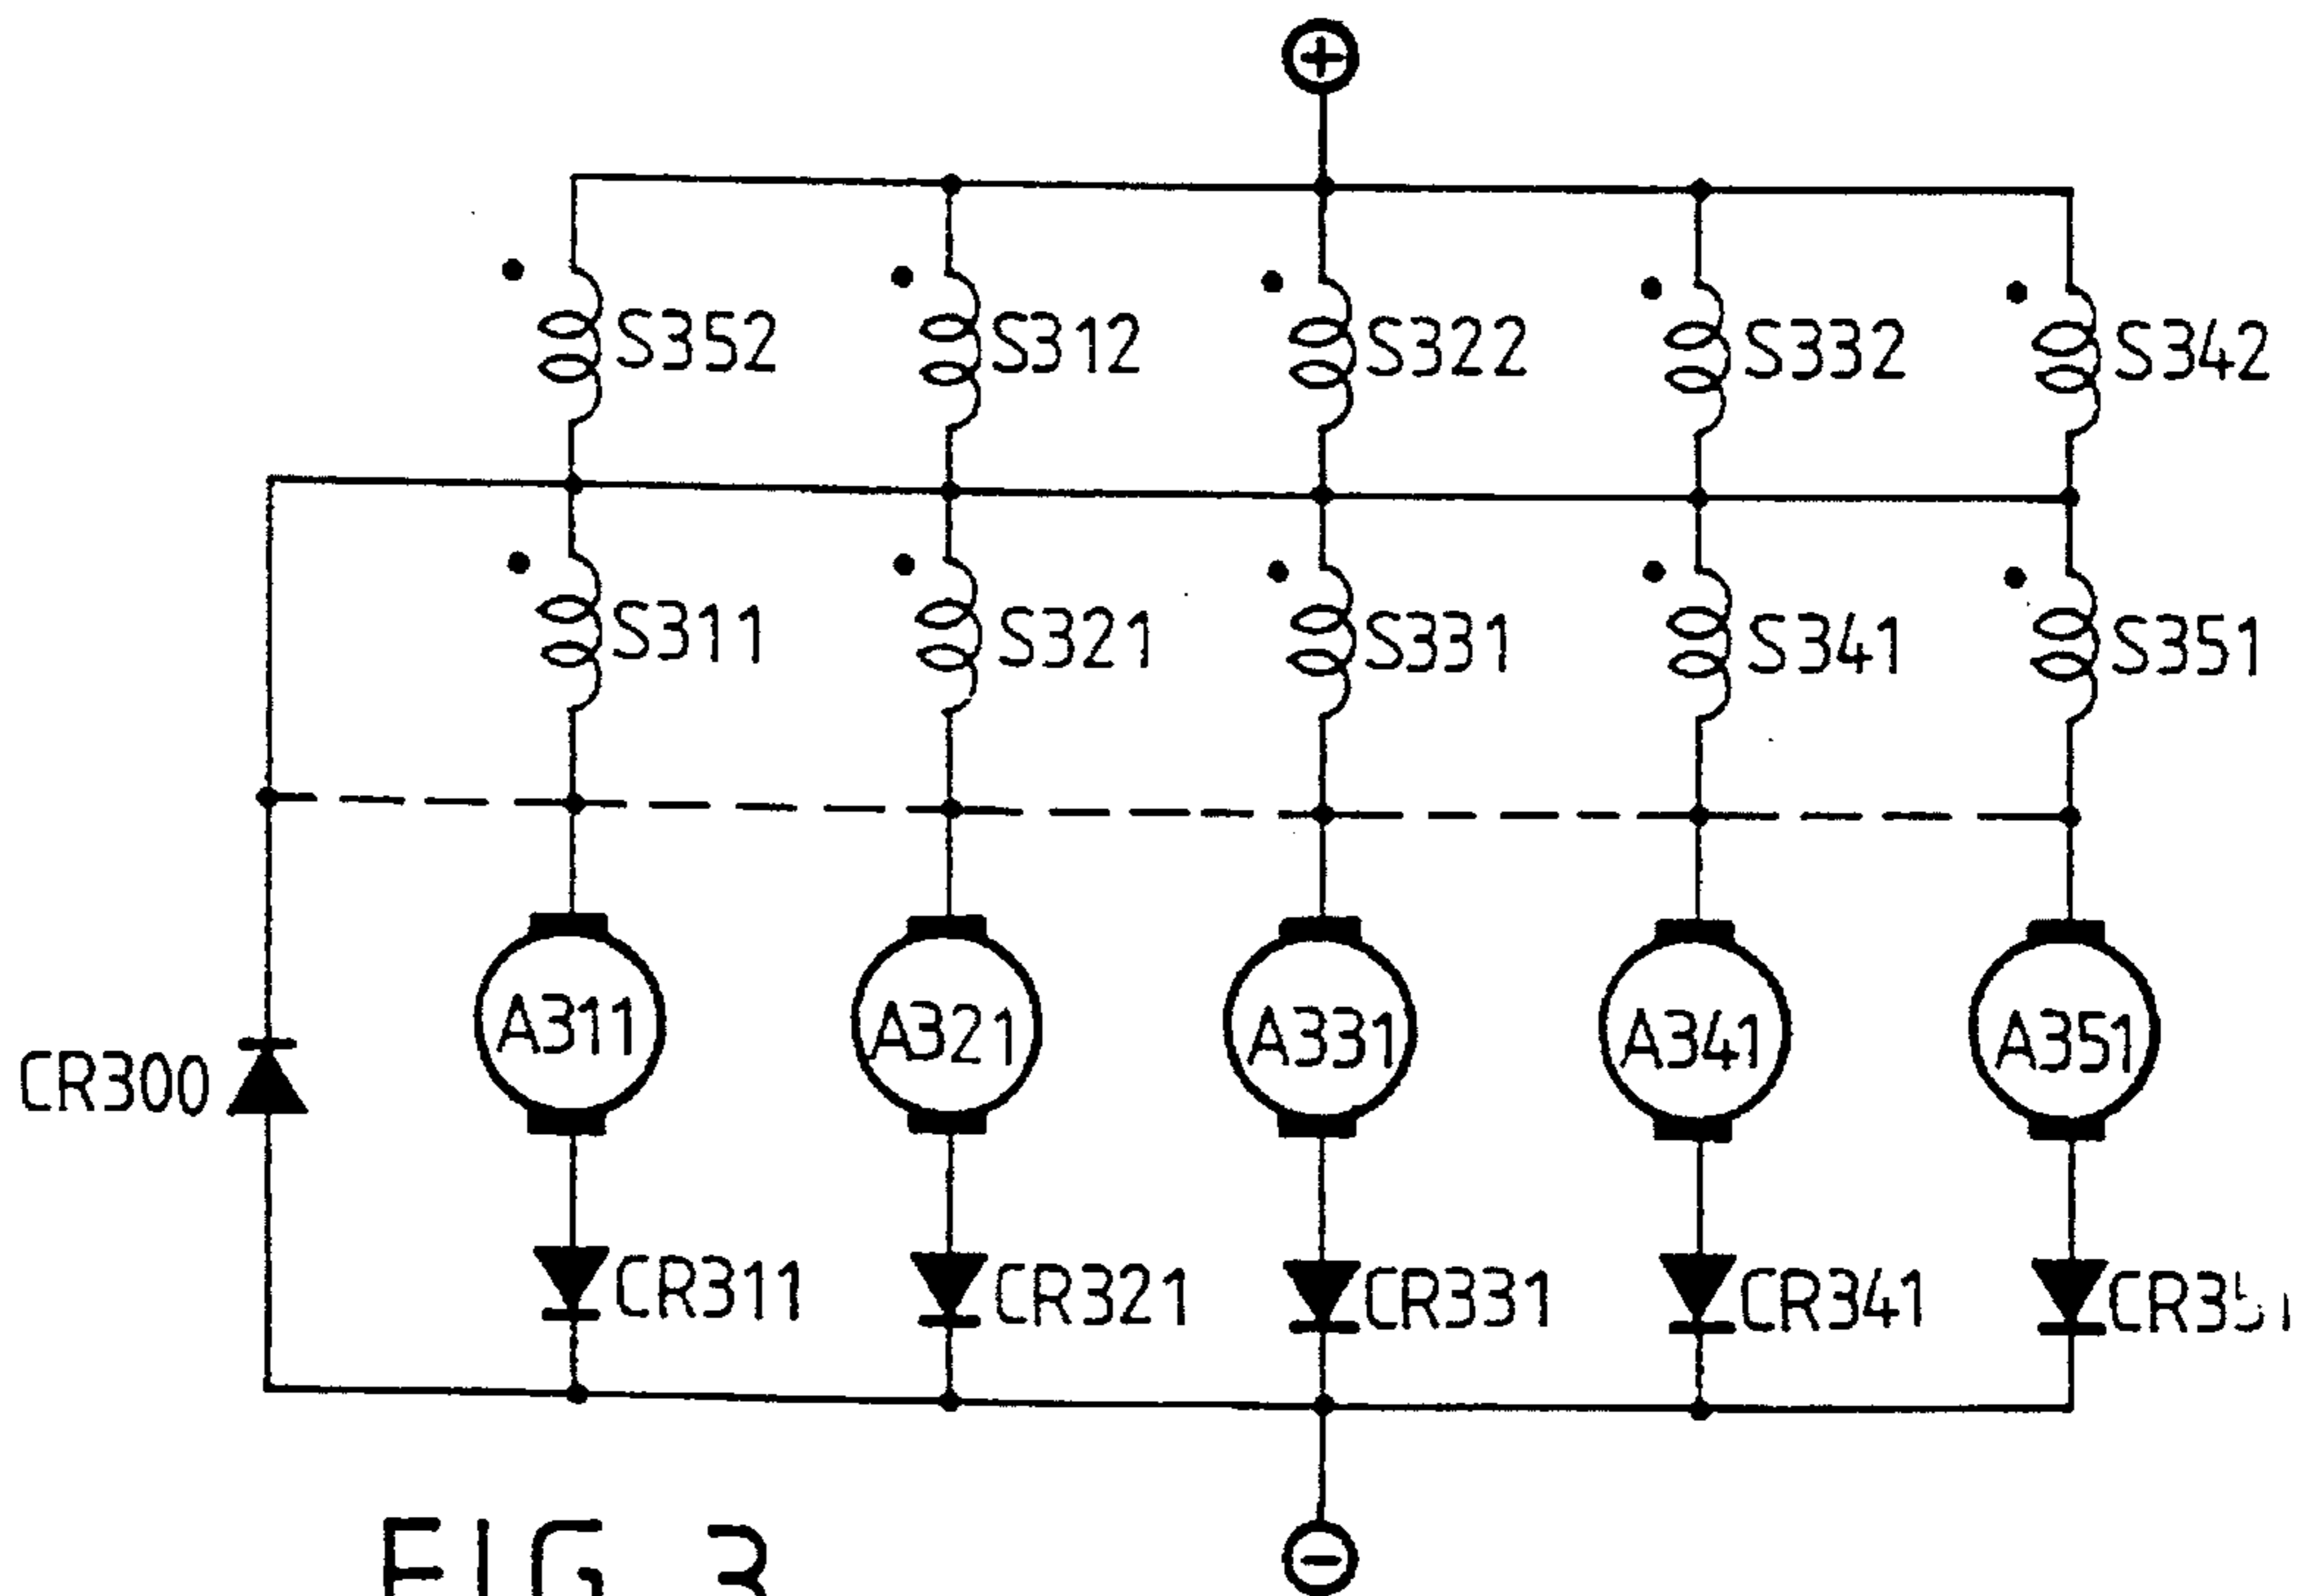 +
S352 S312 S322 S332 S342
S311 S321 S331 S341 S351
A311 A321 A331 A341 A351
CR300
CR311 CR321 CR331 CR341 CR351
FIG 3
−